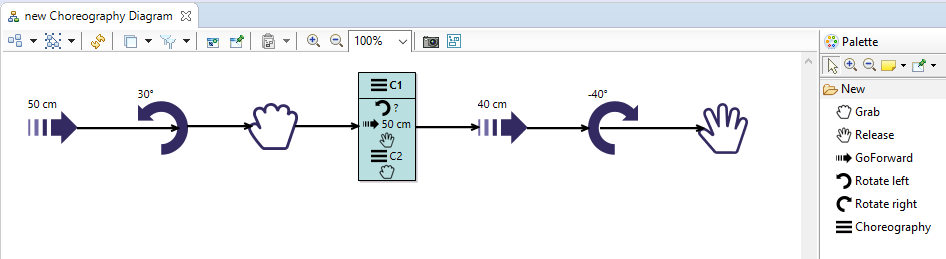 new Choreography Diagram
100%
Palette
New
Grab
Release
GoForward
Rotate left
Rotate right
Choreography
50 cm
30°
C1
?
50 cm
C2
40 cm
-40°